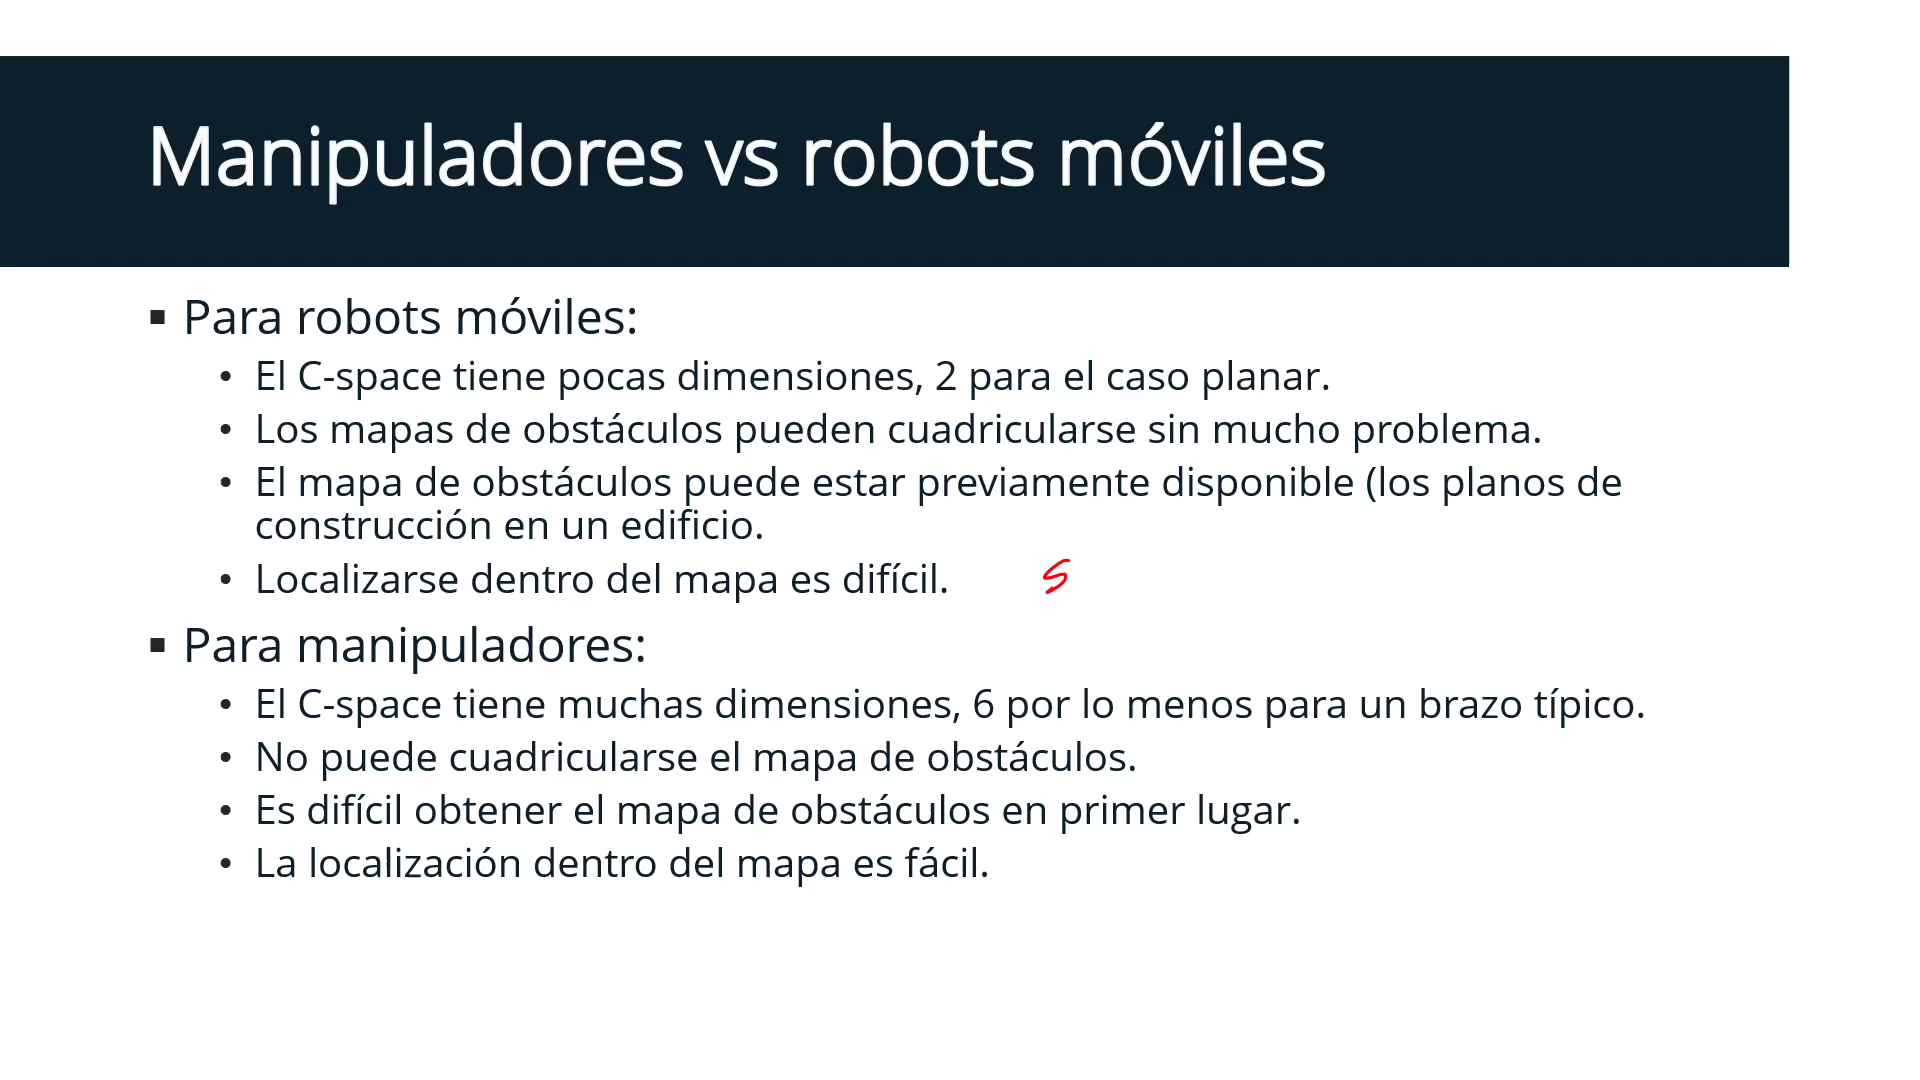 Manipuladores vs robots móviles
▪ Para robots móviles:
• El C-space tiene pocas dimensiones, 2 para el caso planar.
• Los mapas de obstáculos pueden cuadricularse sin mucho problema.
• El mapa de obstáculos puede estar previamente disponible (los planos de
construcción en un edificio.
• Localizarse dentro del mapa es difícil. S
▪ Para manipuladores:
• El C-space tiene muchas dimensiones, 6 por lo menos para un brazo típico.
• No puede cuadricularse el mapa de obstáculos.
• Es difícil obtener el mapa de obstáculos en primer lugar.
• La localización dentro del mapa es fácil.